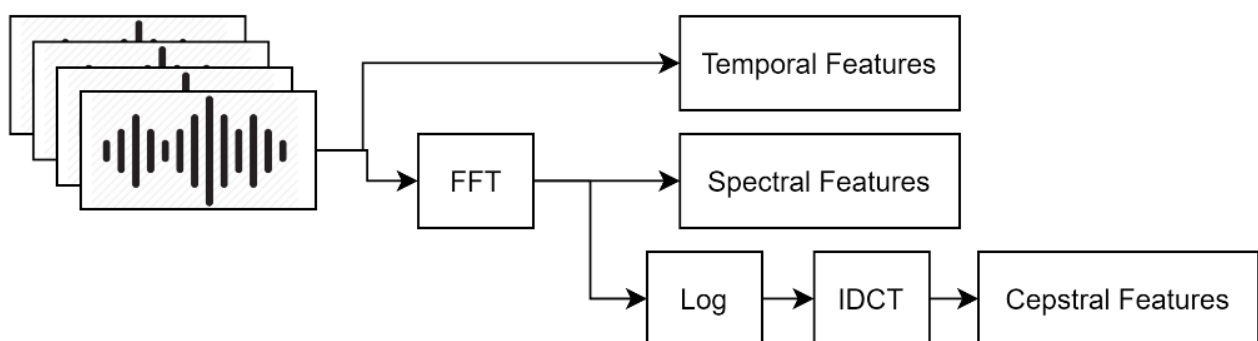 Temporal Features
FFT
Spectral Features
Log
IDCT
Cepstral Features